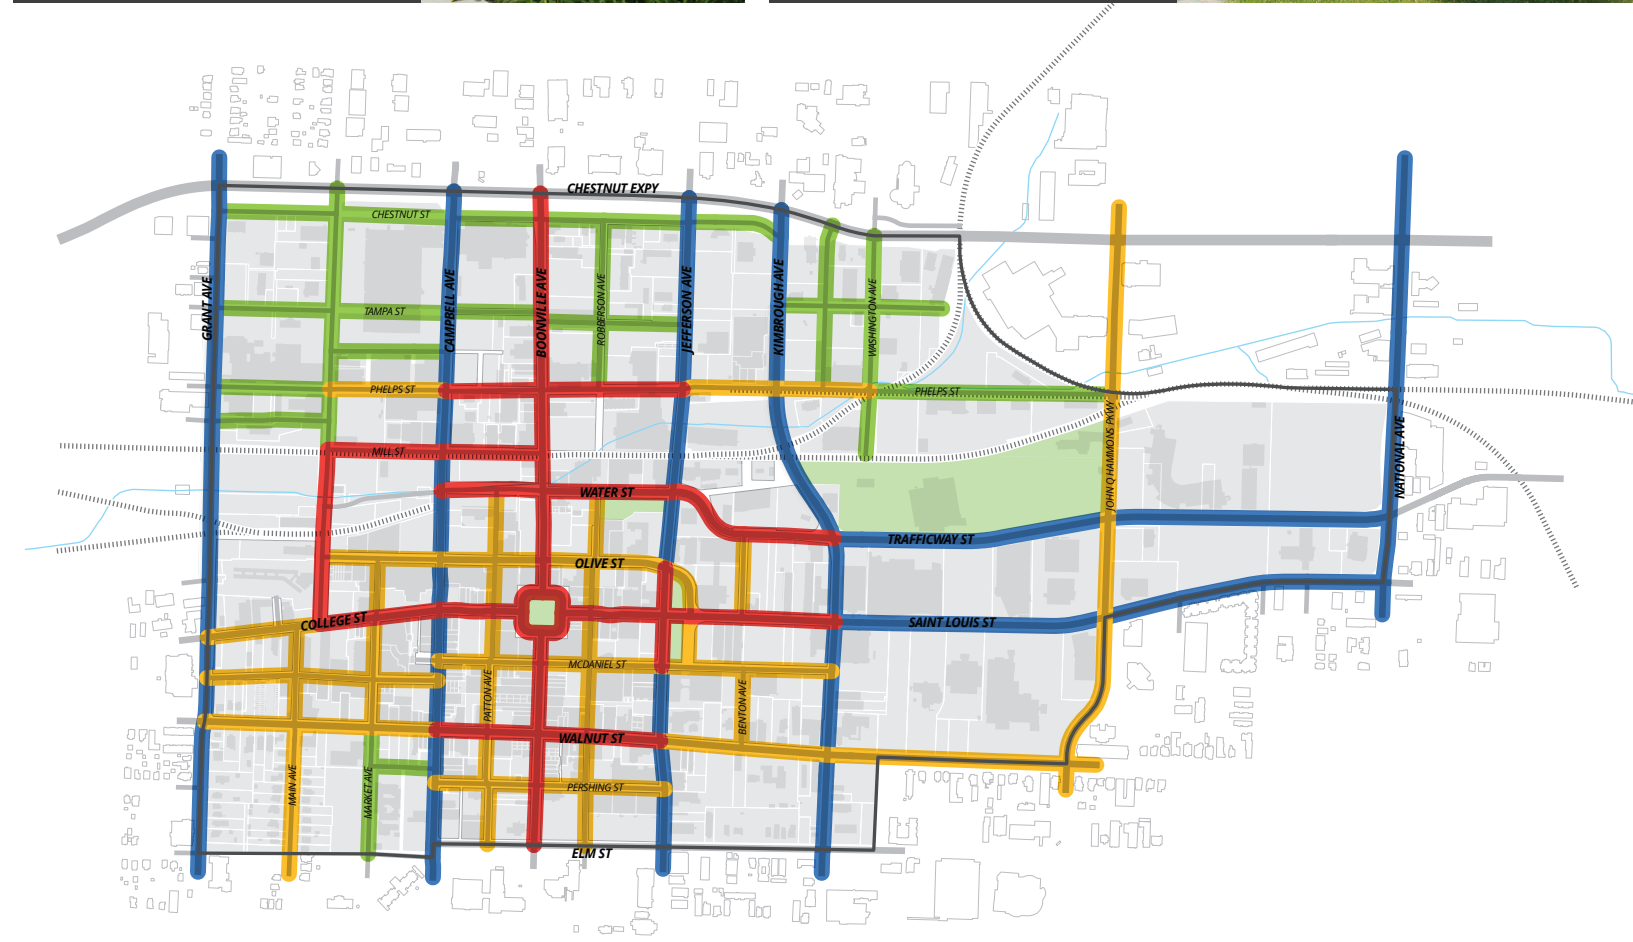 CHESTNUT EXPY
CHESTNUT ST
GRANT AVE
CAMPBELL AVE
BOONVILLE AVE
ROBBERSON AVE
JEFFERSON AVE
KIMBROUGH AVE
WASHINGTON AVE
TAMPA ST
PHELPS ST
PHELPS ST
JOHN Q HAMMONS PKWY
NATIONAL AVE
MILL ST
WATER ST
TRAFFICWAY ST
OLIVE ST
COLLEGE ST
SAINT LOUIS ST
MCDANIEL ST
PATTON AVE
BENTON AVE
WALNUT ST
MAIN AVE
MARKET AVE
PERSHING ST
ELM ST